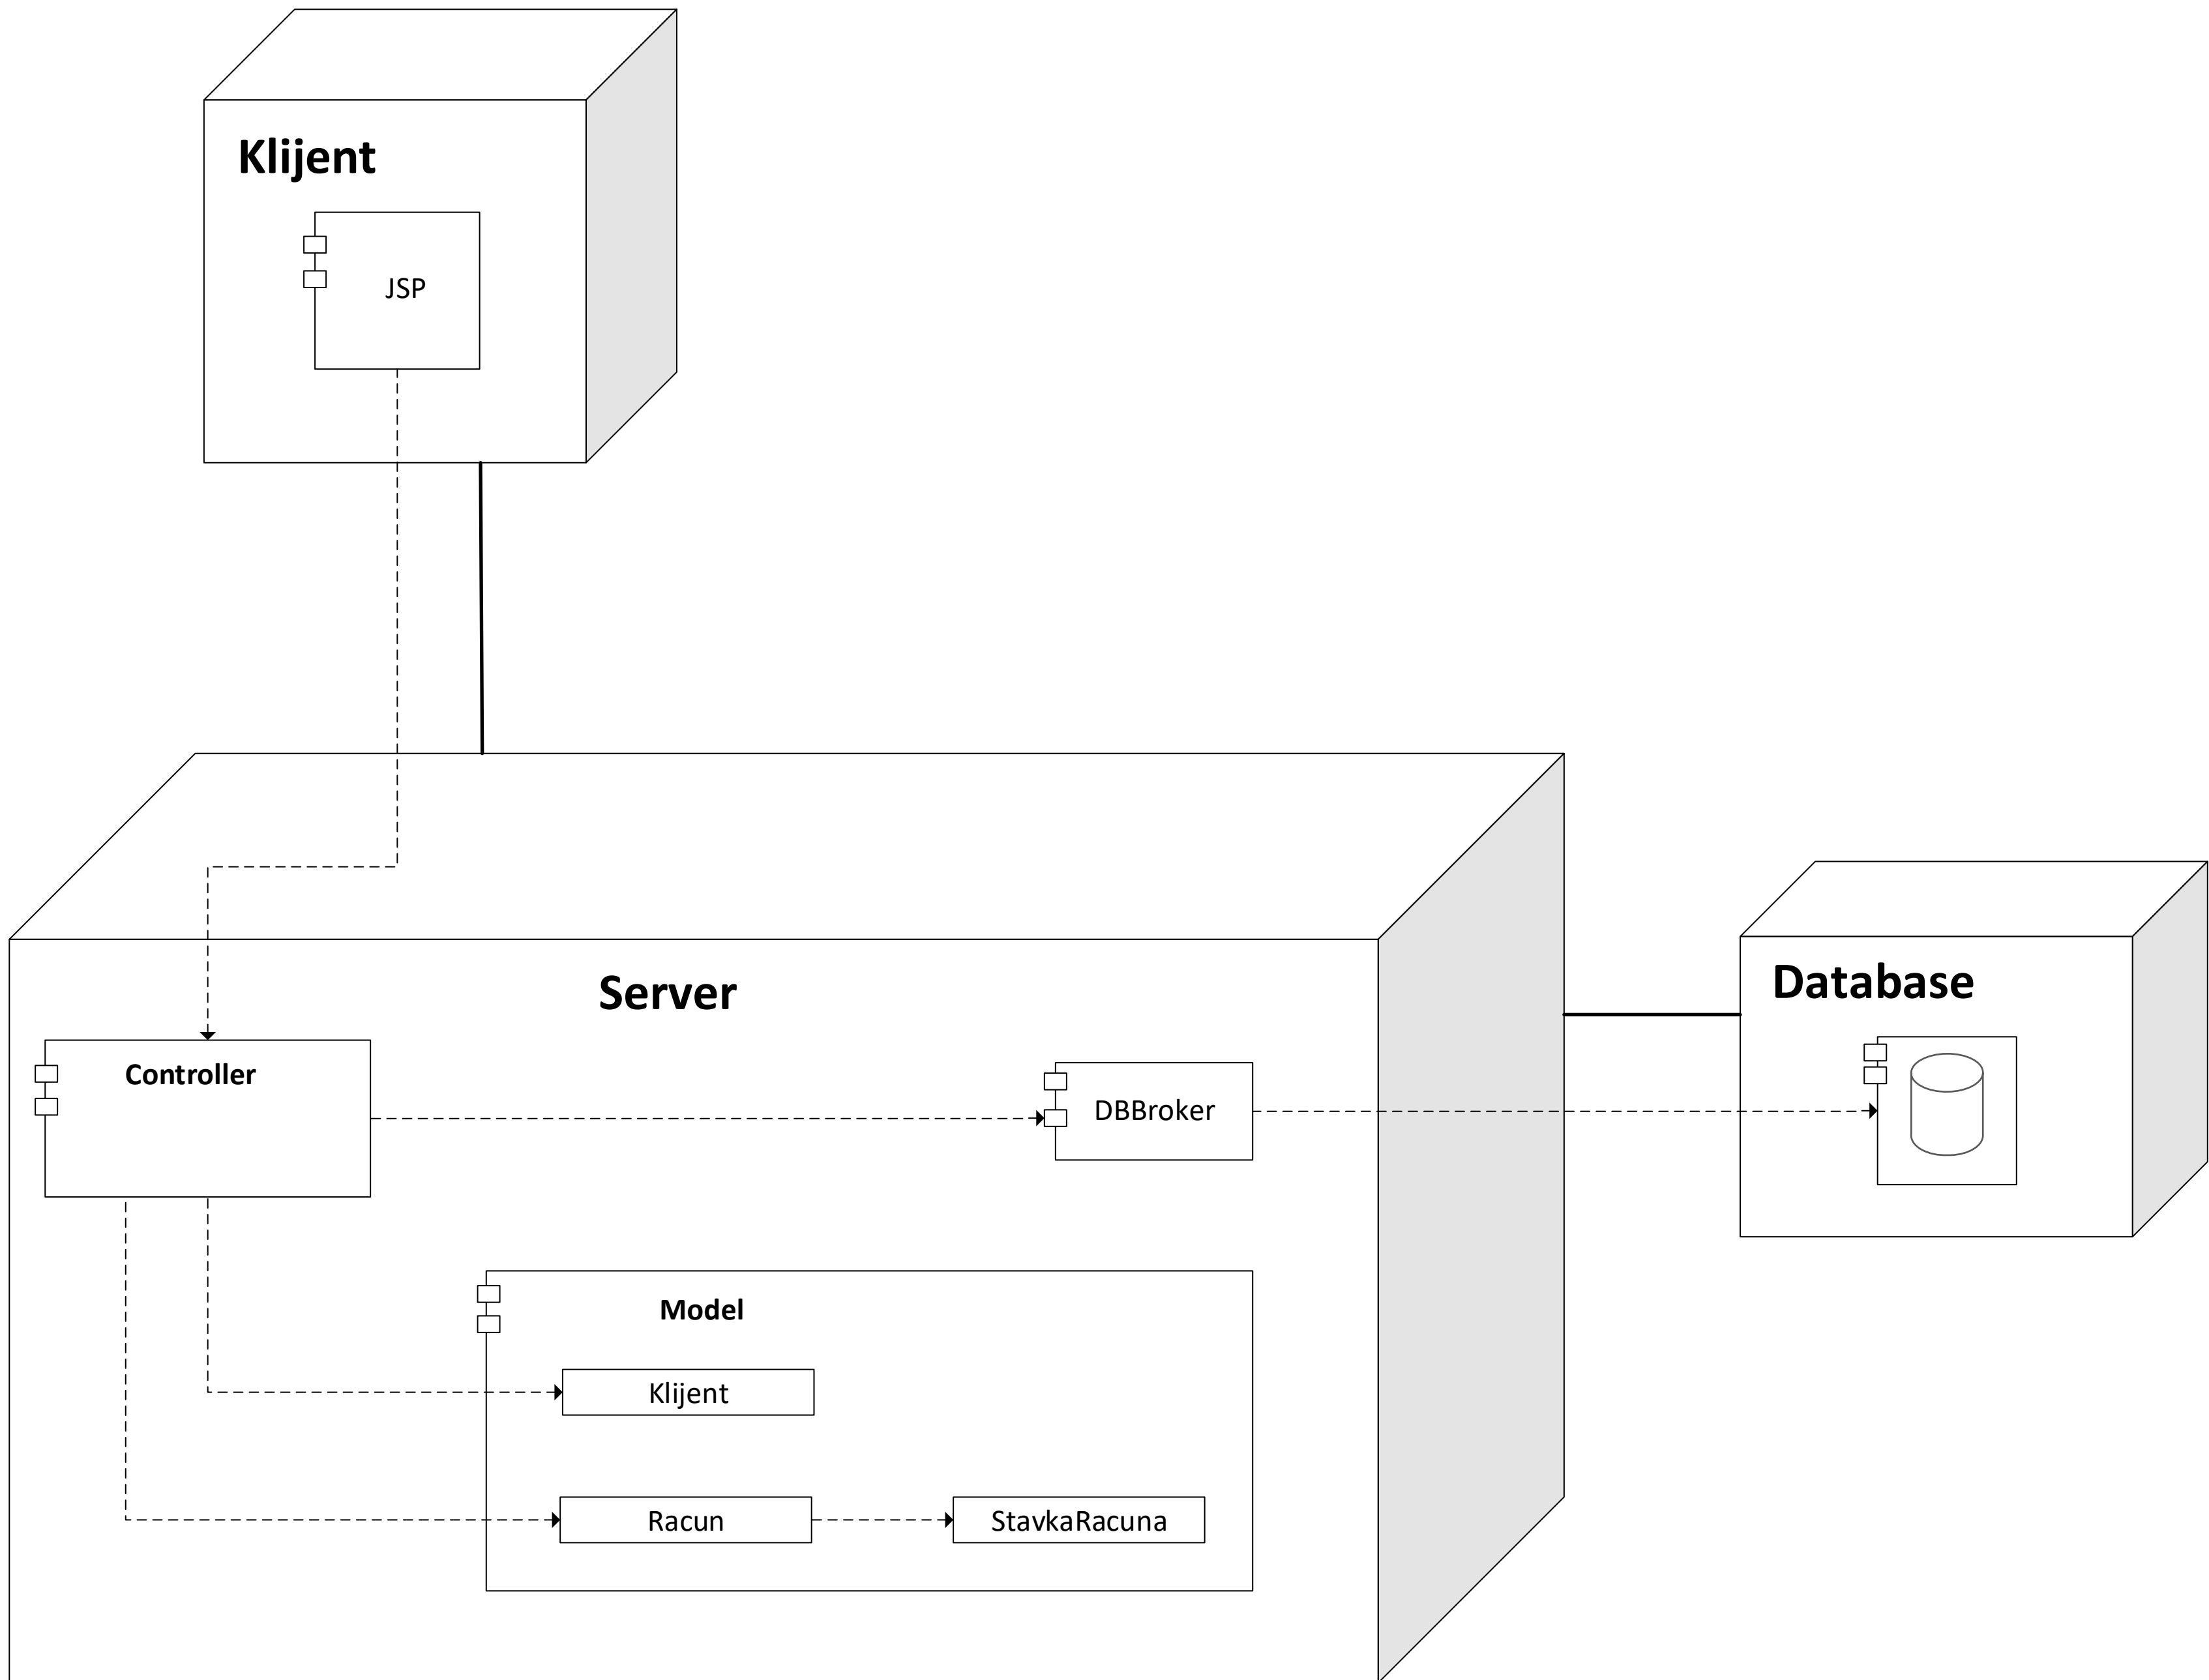 Klijent
JSP
Server
Database
Controller
DBBroker
Model
Klijent
Racun
StavkaRacuna